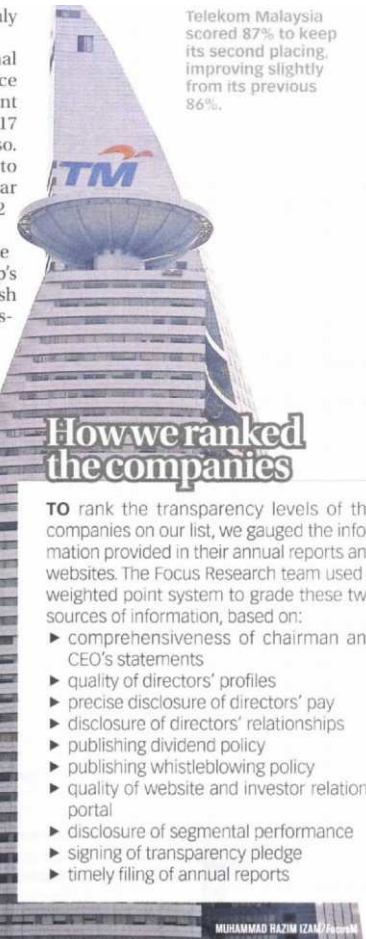 Telekom Malaysia
scored 87% to keep
its second placing,
improving slightly
from its previous
86%.
TM
How we ranked
the companies
TO rank the transparency levels of th
companies on our list, we gauged the info
mation provided in their annual reports an
websites. The Focus Research team used
weighted point system to grade these tw
sources of information, based on:
▶ comprehensiveness of chairman an
CEO's statements
▶ quality of directors' profiles
▶ precise disclosure of directors' pay
▶ disclosure of directors' relationships
▶ publishing dividend policy
▶ publishing whistleblowing policy
▶ quality of website and investor relation
portal
▶ disclosure of segmental performance
▶ signing of transparency pledge
▶ timely filing of annual reports
MUHAMMAD HAZIM IZAM/FocusM